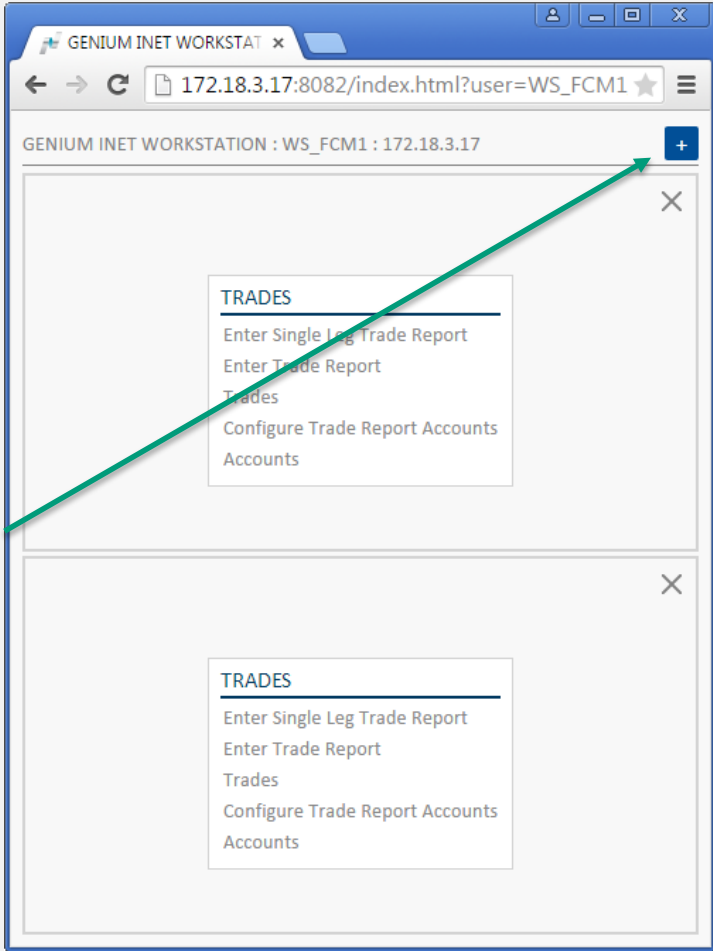 GENIUM INET WORKSTAT
172.18.3.17:8082/index.html?user=WS_FCM1
GENIUM INET WORKSTATION : WS_FCM1 : 172.18.3.17
+
TRADES
Enter Single Leg Trade Report
Enter Trade Report
Trades
Configure Trade Report Accounts
Accounts
TRADES
Enter Single Leg Trade Report
Enter Trade Report
Trades
Configure Trade Report Accounts
Accounts